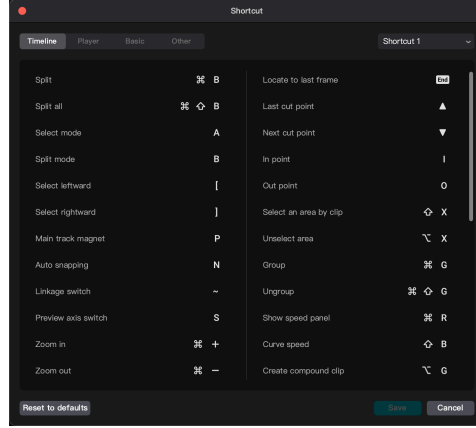 Shortcut
Timeline Player Basic Other Shortcut 1
Split ⌘ B
Split all ⌘ ⇧ B
Select mode A
Split mode B
Select leftward [
Select rightward ]
Main track magnet P
Auto snapping N
Linkage switch ~
Preview axis switch S
Zoom in ⌘ +
Zoom out ⌘ −
Locate to last frame End
Last cut point ▲
Next cut point ▼
In point I
Out point O
Select an area by clip ⇧ X
Unselect area ⌥ X
Group ⌘ G
Ungroup ⌘ ⇧ G
Show speed panel ⌘ R
Curve speed ⇧ B
Create compound clip ⌥ G
Reset to defaults Save Cancel